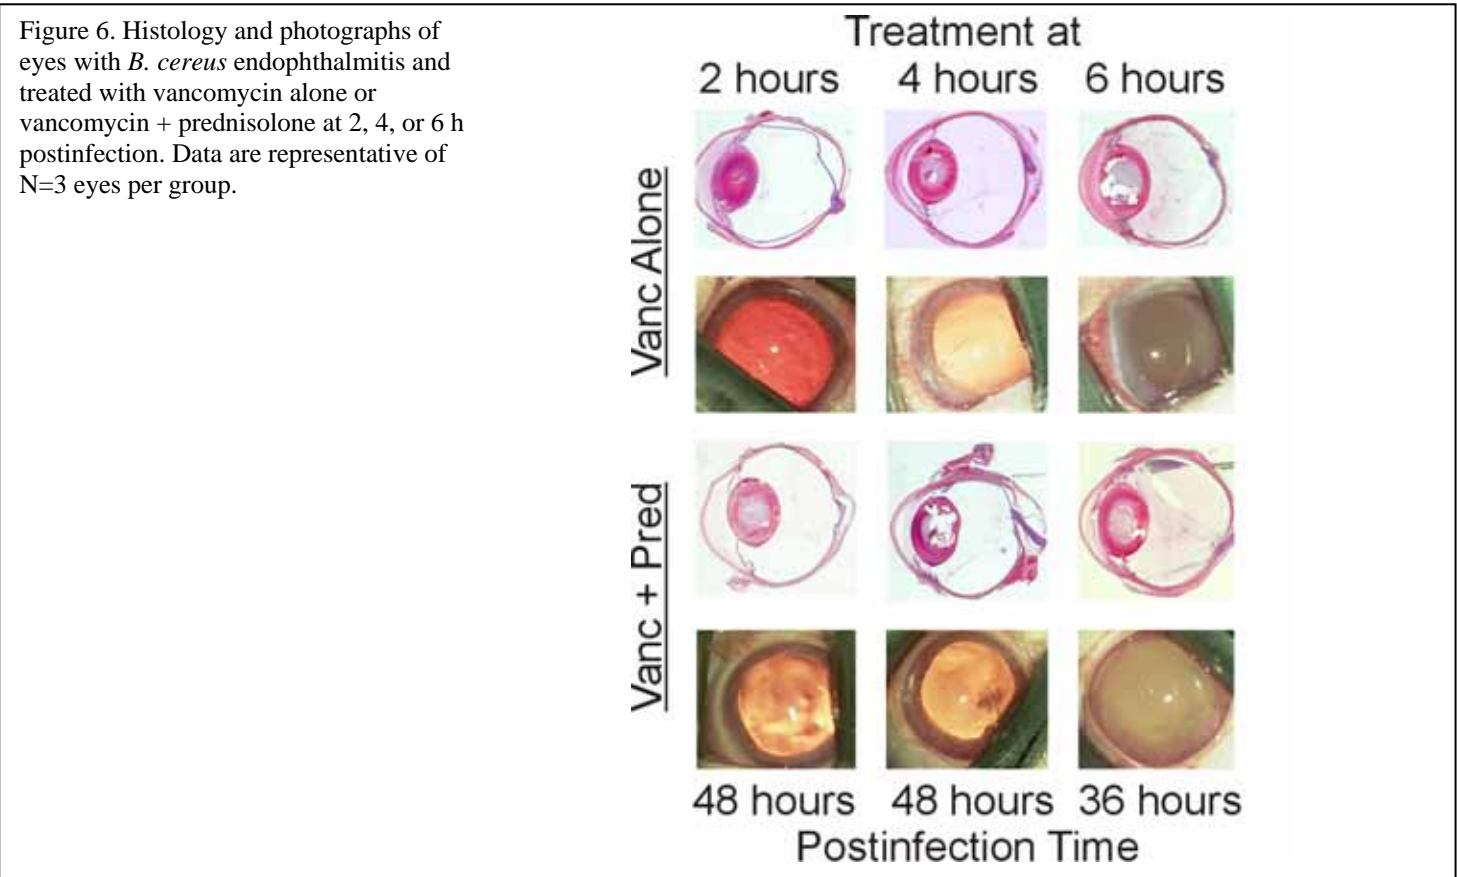 Figure 6. Histology and photographs of
eyes with B. cereus endophthalmitis and
treated with vancomycin alone or
vancomycin + prednisolone at 2, 4, or 6 h
postinfection. Data are representative of
N=3 eyes per group.
Treatment at
2 hours 4 hours 6 hours
Vanc Alone
Vanc + Pred
48 hours 48 hours 36 hours
Postinfection Time